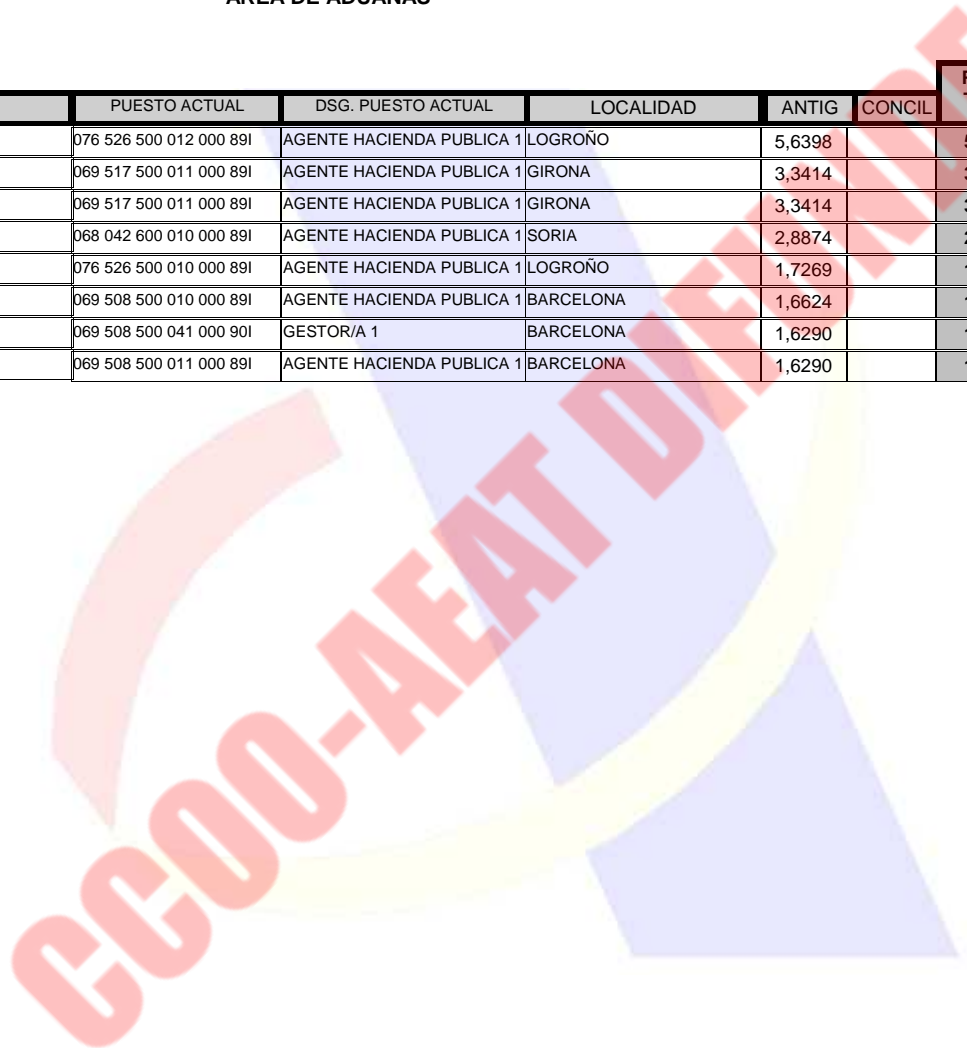 ÁREA DE ADUANAS
PUESTO ACTUAL DSG. PUESTO ACTUAL LOCALIDAD ANTIG CONCIL
076 526 500 012 000 89I AGENTE HACIENDA PUBLICA 1 LOGROÑO 5,6398
069 517 500 011 000 89I AGENTE HACIENDA PUBLICA 1 GIRONA 3,3414
069 517 500 011 000 89I AGENTE HACIENDA PUBLICA 1 GIRONA 3,3414
068 042 600 010 000 89I AGENTE HACIENDA PUBLICA 1 SORIA 2,8874
076 526 500 010 000 89I AGENTE HACIENDA PUBLICA 1 LOGROÑO 1,7269
069 508 500 010 000 89I AGENTE HACIENDA PUBLICA 1 BARCELONA 1,6624
069 508 500 041 000 90I GESTOR/A 1 BARCELONA 1,6290
069 508 500 011 000 89I AGENTE HACIENDA PUBLICA 1 BARCELONA 1,6290
CCOO-AEAT DIFUNDE